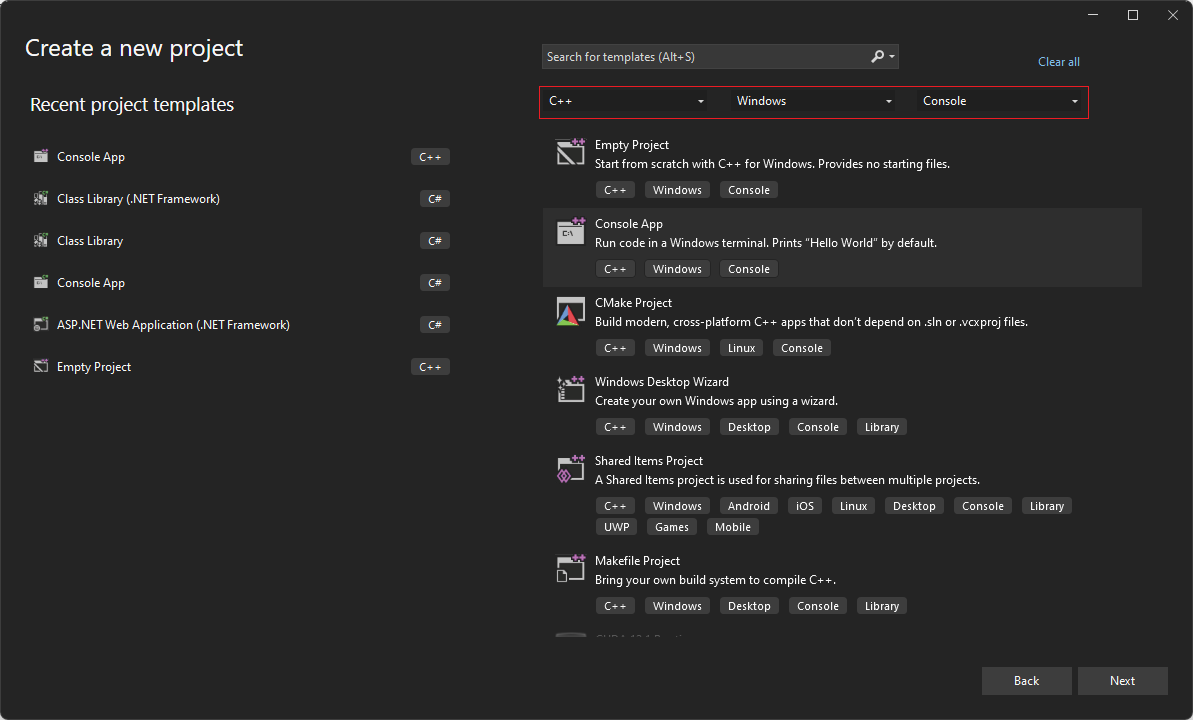 Create a new project
Recent project templates
Console App C++
Class Library (.NET Framework) C#
Class Library C#
Console App C#
ASP.NET Web Application (.NET Framework) C#
Empty Project C++
Search for templates (Alt+S)
Clear all
C++ Windows Console
Empty Project
Start from scratch with C++ for Windows. Provides no starting files.
C++ Windows Console
Console App
Run code in a Windows terminal. Prints "Hello World" by default.
C++ Windows Console
CMake Project
Build modern, cross-platform C++ apps that don't depend on .sln or .vcxproj files.
C++ Windows Linux Console
Windows Desktop Wizard
Create your own Windows app using a wizard.
C++ Windows Desktop Console Library
Shared Items Project
A Shared Items project is used for sharing files between multiple projects.
C++ Windows Android iOS Linux Desktop Console Library
UWP Games Mobile
Makefile Project
Bring your own build system to compile C++.
C++ Windows Desktop Console Library
Back Next